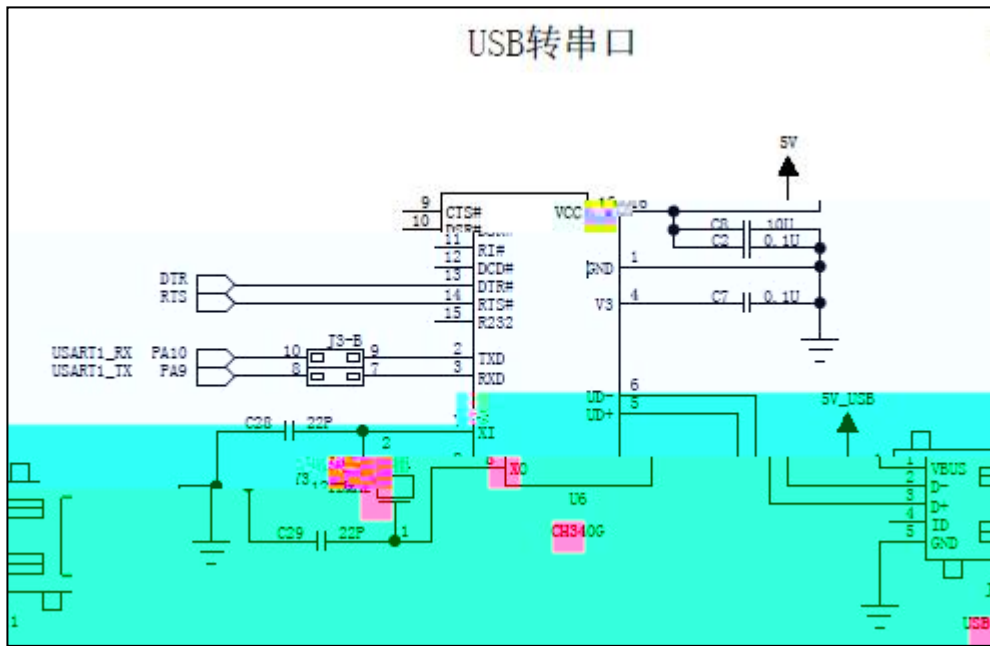 USB转串口
5V
9 CTS# VCC
10
C8 10U
11 C2 0.1U
12 RI#
13 DCD# GND 1
DTR DTR#
RTS 14 RTS# V3 4 C7 0.1U
15 R232
J3-B
USART1_RX PA10 10 9 2 TXD
USART1_TX PA9 8 7 3 RXD
UD- 6
UD+ 5
5V_USB
C28 22P
XI
2
XO
1 VBUS
2 D-
3 D+
4 ID
5 GND
U6
C29 22P 1
CH340G
1
USB